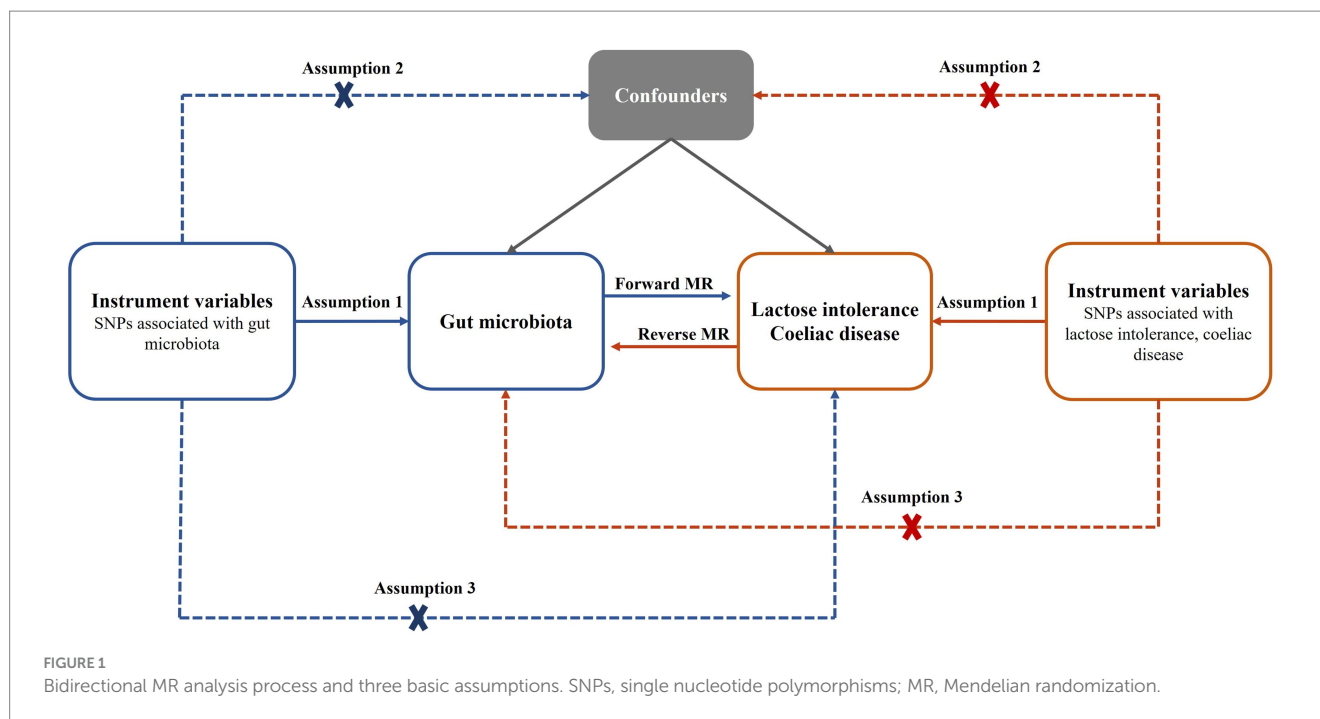 Assumption 2
Assumption 2
Confounders
Instrument variables
SNPs associated with gut
microbiota
Assumption 1
Gut microbiota
Forward MR
Reverse MR
Lactose intolerance
Coeliac disease
Assumption 1
Instrument variables
SNPs associated with
lactose intolerance, coeliac
disease
Assumption 3
Assumption 3
FIGURE 1
Bidirectional MR analysis process and three basic assumptions. SNPs, single nucleotide polymorphisms; MR, Mendelian randomization.